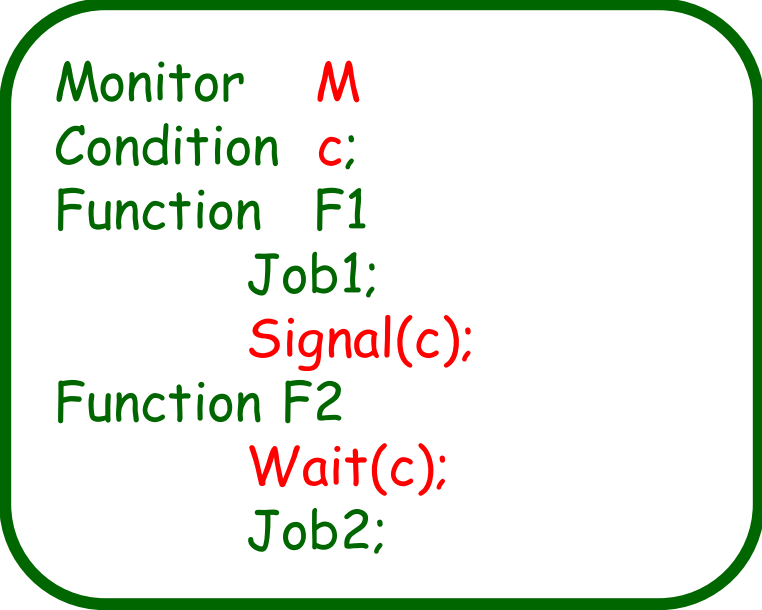 Monitor M
Condition c;
Function F1
Job1;
Signal(c);
Function F2
Wait(c);
Job2;